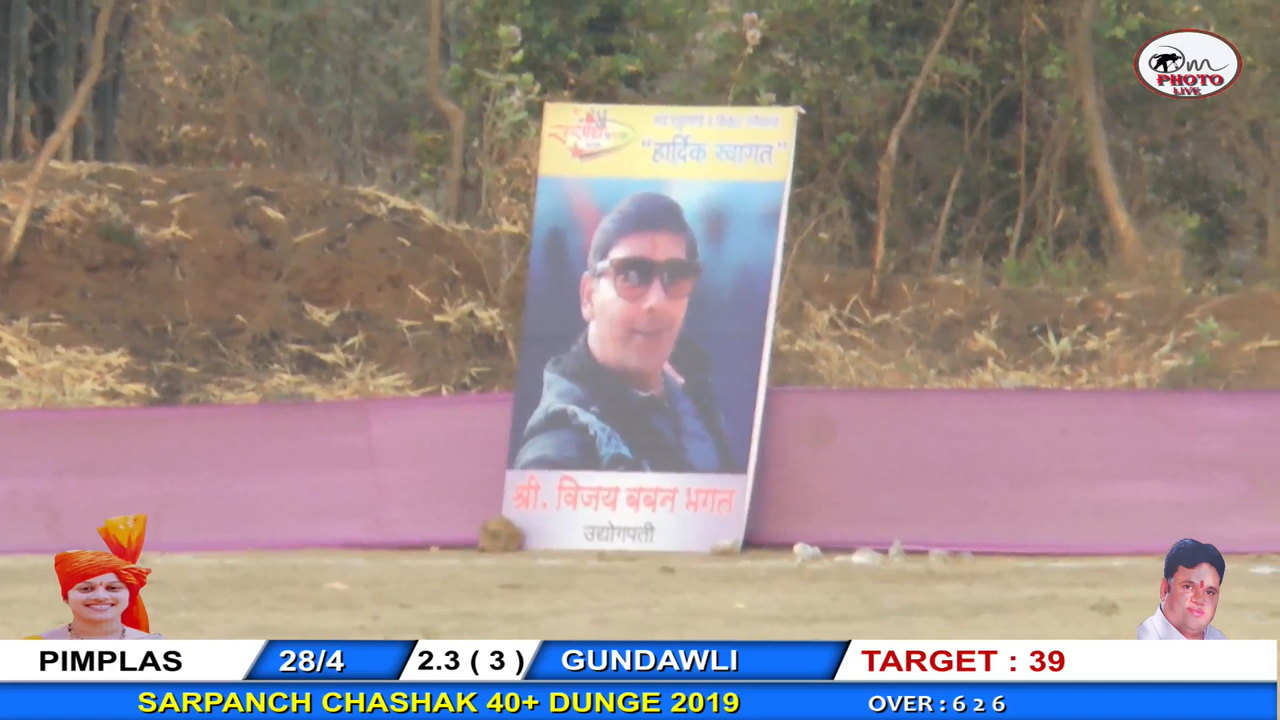 Om
PHOTO
LIVE
"हार्दिक स्वागत"
श्री. विजय बबन भगत
उद्योगपती
PIMPLAS 28/4 2.3 ( 3 ) GUNDAWLI TARGET : 39
SARPANCH CHASHAK 40+ DUNGE 2019 OVER : 6 2 6